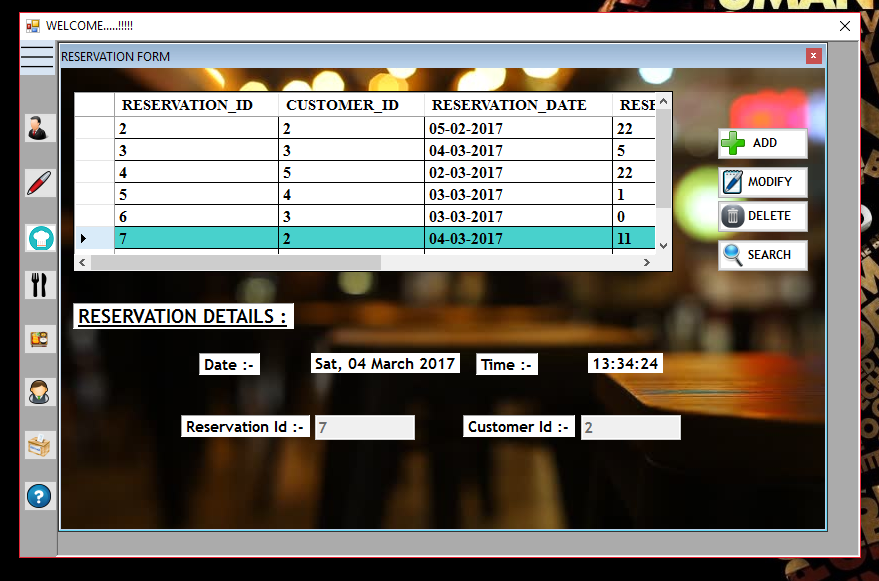 WELCOME.....!!!!!
RESERVATION FORM
RESERVATION_ID CUSTOMER_ID RESERVATION_DATE RESE
2 2 05-02-2017 22
3 3 04-03-2017 5
4 5 02-03-2017 22
5 4 03-03-2017 1
6 3 03-03-2017 0
7 2 04-03-2017 11
ADD
MODIFY
DELETE
SEARCH
RESERVATION DETAILS :
Date :- Sat, 04 March 2017 Time :- 13:34:24
Reservation Id :- 7 Customer Id :- 2
?